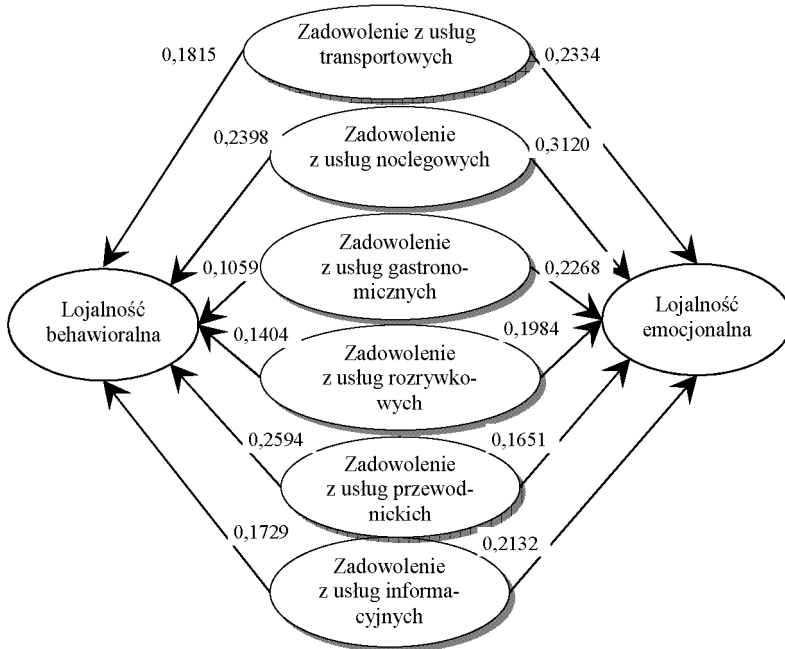 Zadowolenie z usług
transportowych
0,1815
0,2334
Zadowolenie
z usług noclegowych
0,2398
0,3120
Zadowolenie
z usług gastrono-
micznych
0,1059
0,2268
Lojalność
behawioralna
Lojalność
emocjonalna
0,1404
0,1984
Zadowolenie
z usług rozrywko-
wych
0,2594
0,1651
Zadowolenie
z usług przewod-
nickich
0,1729
0,2132
Zadowolenie
z usług informa-
cyjnych